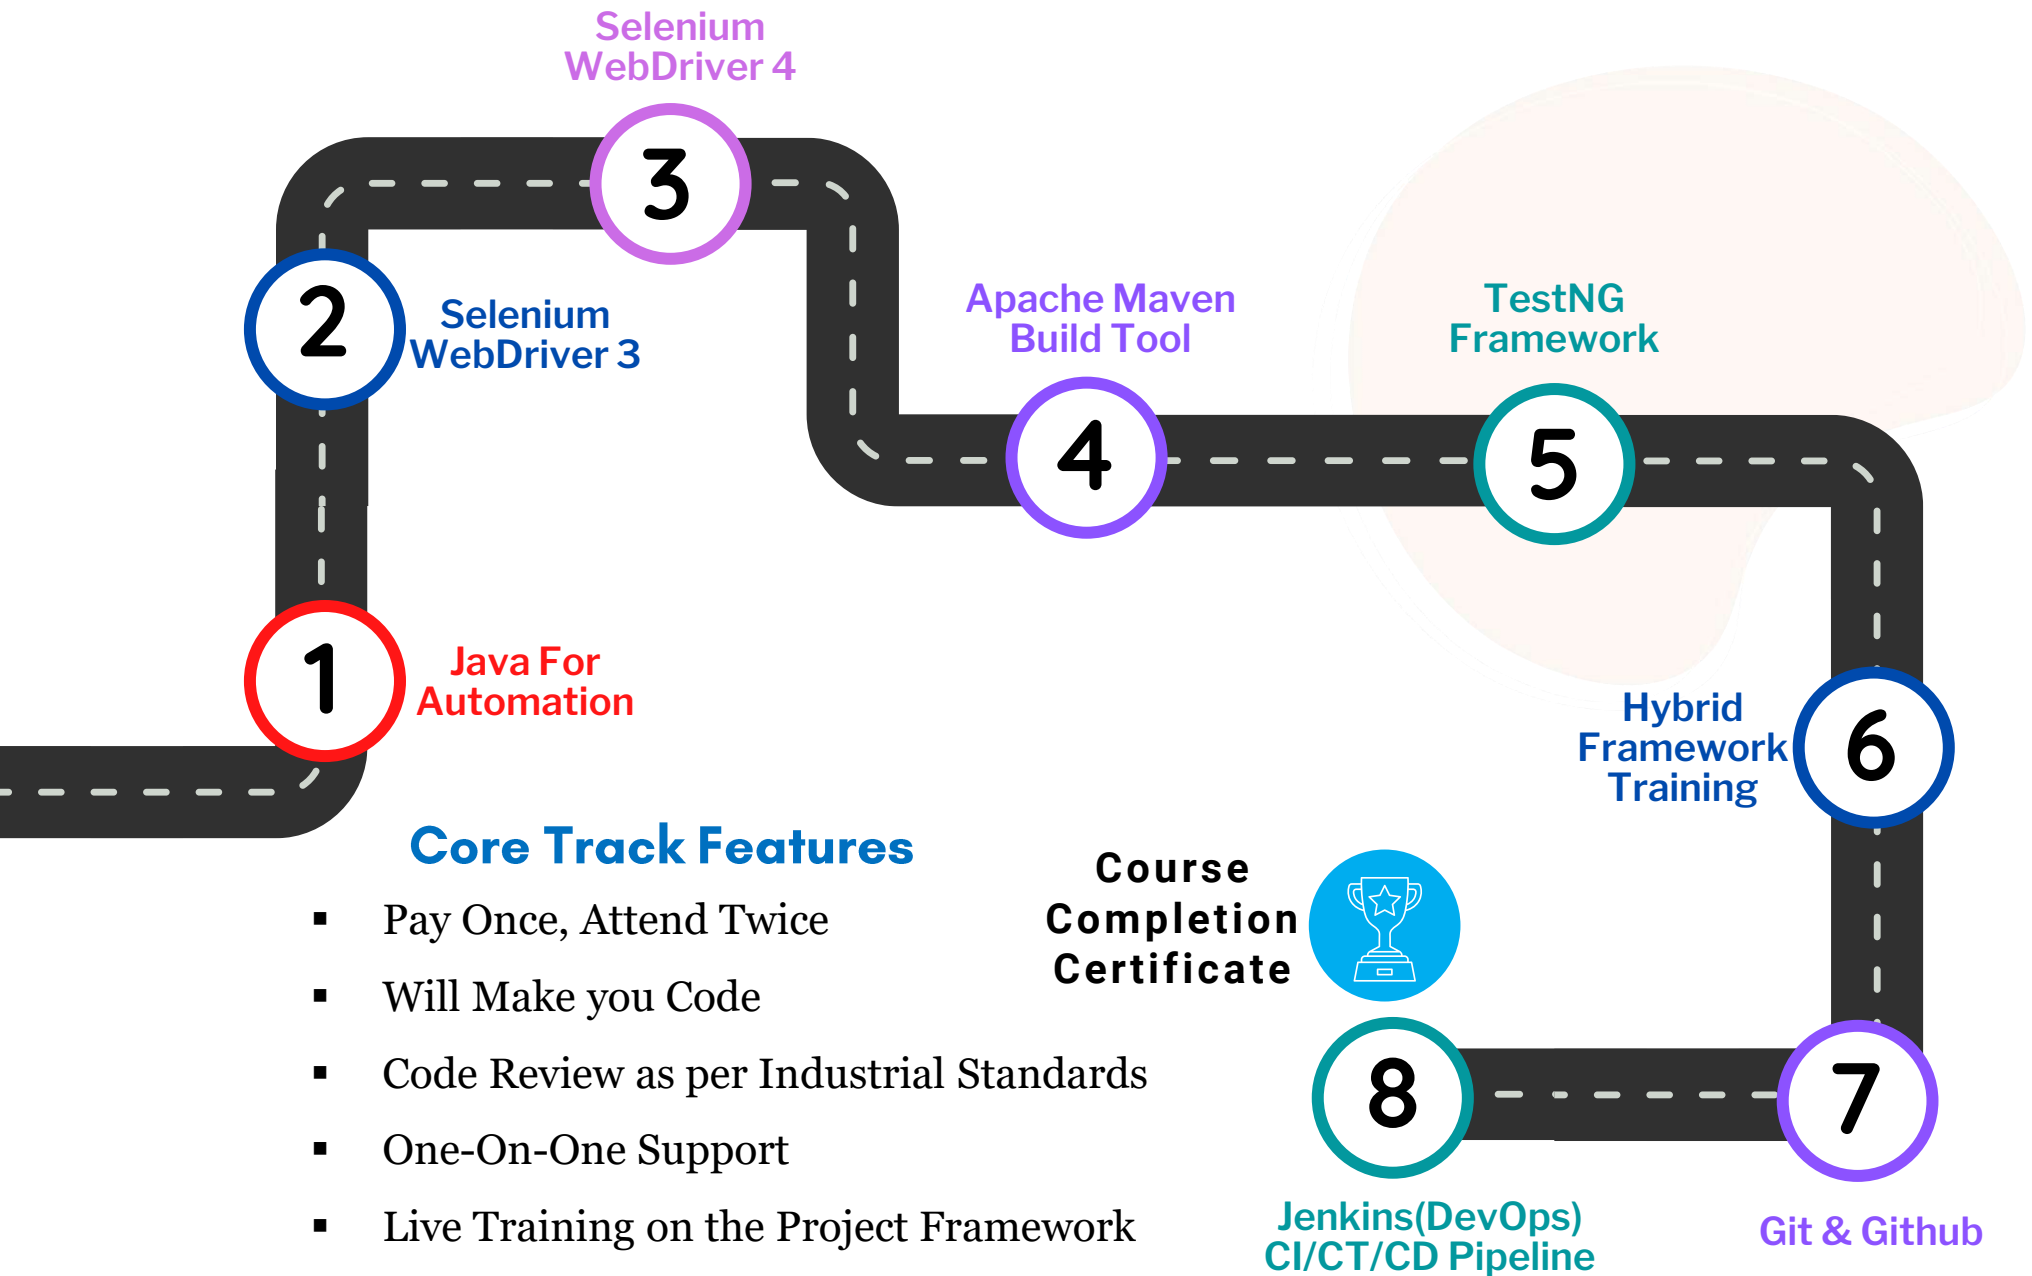 Selenium
WebDriver 4
3
2
Selenium
WebDriver 3
Apache Maven
Build Tool
4
TestNG
Framework
5
1
Java For
Automation
Hybrid
Framework
Training
6
Core Track Features
▪ Pay Once, Attend Twice
▪ Will Make you Code
▪ Code Review as per Industrial Standards
▪ One-On-One Support
▪ Live Training on the Project Framework
Course
Completion
Certificate
8
Jenkins(DevOps)
CI/CT/CD Pipeline
7
Git & Github